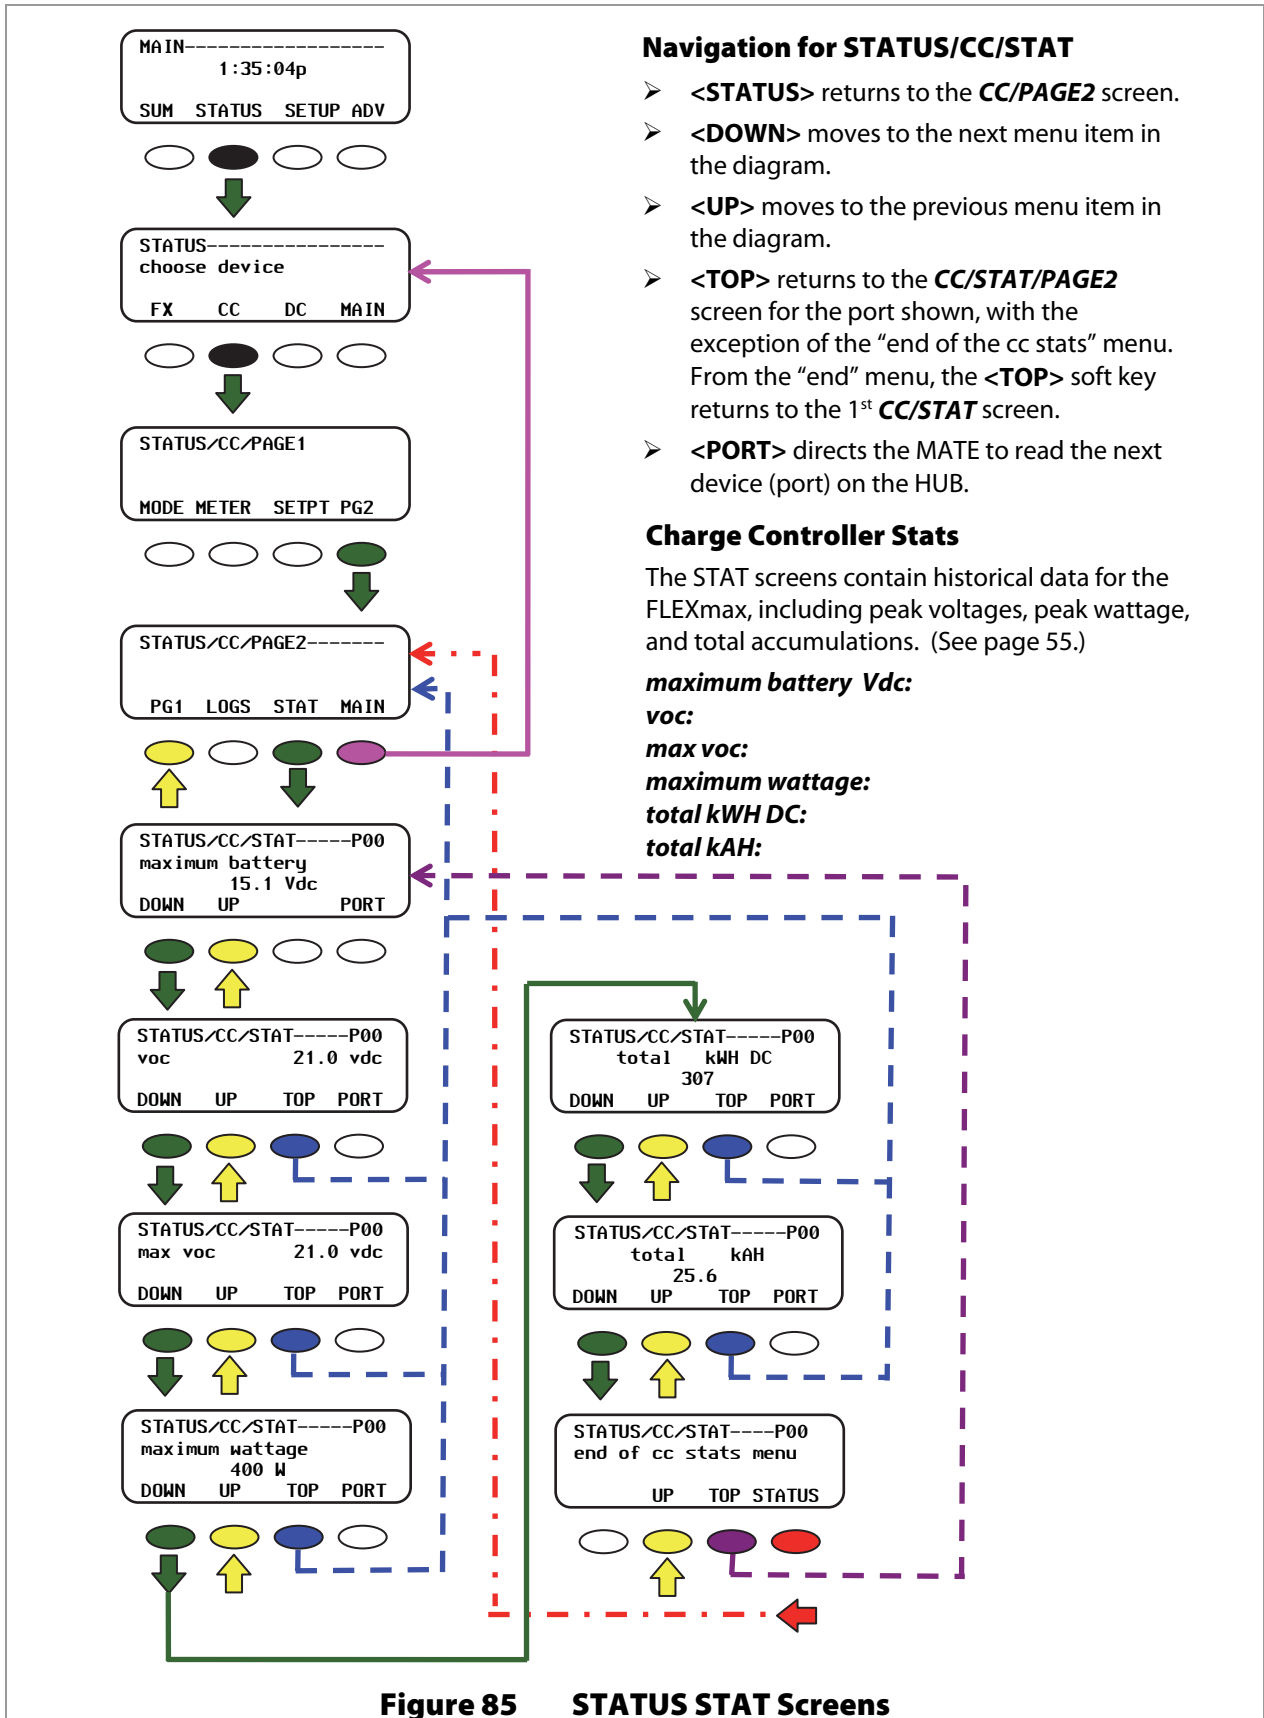 MAIN------------------
1:35:04p
SUM STATUS SETUP ADV
STATUS----------------
choose device
FX CC DC MAIN
STATUS/CC/PAGE1
MODE METER SETPT PG2
STATUS/CC/PAGE2-------
PG1 LOGS STAT MAIN
STATUS/CC/STAT-----P00
maximum battery
15.1 Vdc
DOWN UP PORT
STATUS/CC/STAT-----P00
voc 21.0 vdc
DOWN UP TOP PORT
STATUS/CC/STAT-----P00
max voc 21.0 vdc
DOWN UP TOP PORT
STATUS/CC/STAT-----P00
maximum wattage
400 W
DOWN UP TOP PORT
Navigation for STATUS/CC/STAT
➢ <STATUS> returns to the CC/PAGE2 screen.
➢ <DOWN> moves to the next menu item in
the diagram.
➢ <UP> moves to the previous menu item in
the diagram.
➢ <TOP> returns to the CC/STAT/PAGE2
screen for the port shown, with the
exception of the “end of the cc stats” menu.
From the “end” menu, the <TOP> soft key
returns to the 1st CC/STAT screen.
➢ <PORT> directs the MATE to read the next
device (port) on the HUB.
Charge Controller Stats
The STAT screens contain historical data for the
FLEXmax, including peak voltages, peak wattage,
and total accumulations. (See page 55.)
maximum battery Vdc:
voc:
max voc:
maximum wattage:
total kWH DC:
total kAH:
STATUS/CC/STAT-----P00
total kWH DC
307
DOWN UP TOP PORT
STATUS/CC/STAT-----P00
total kAH
25.6
DOWN UP TOP PORT
STATUS/CC/STAT----P00
end of cc stats menu
UP TOP STATUS
Figure 85 STATUS STAT Screens